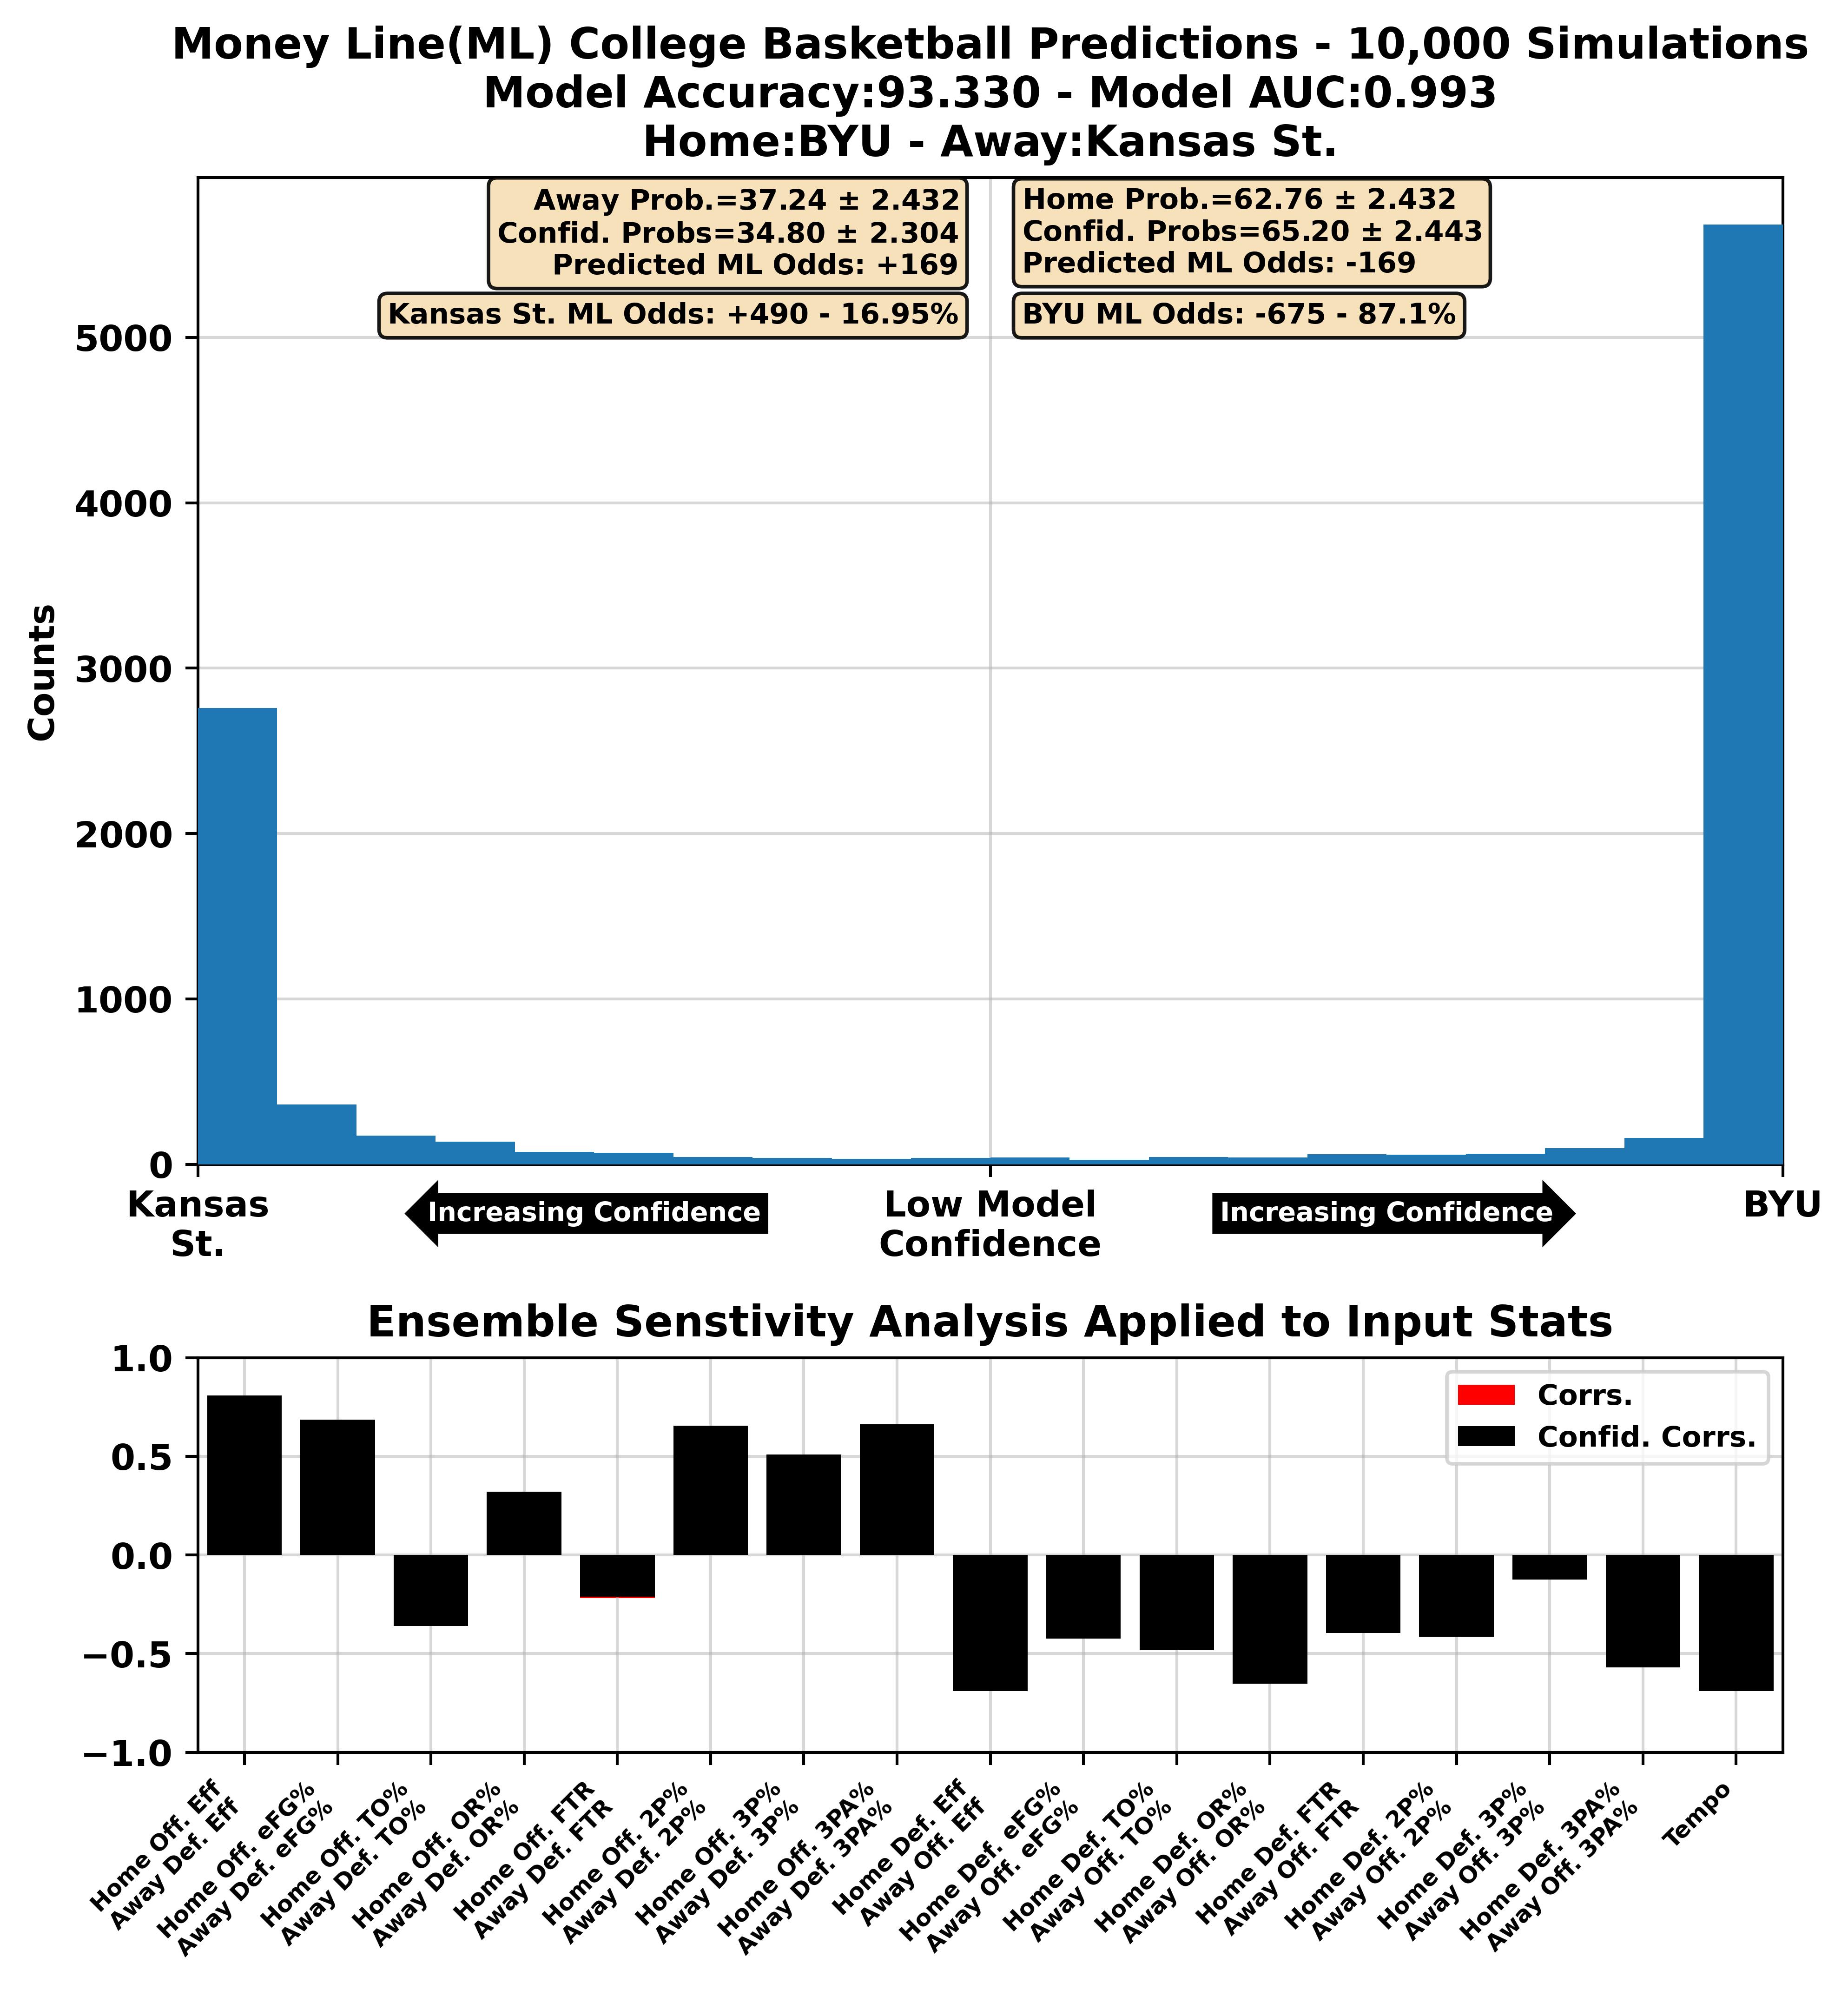 Money Line(ML) College Basketball Predictions - 10,000 Simulations
Model Accuracy:93.330 - Model AUC:0.993
Home:BYU - Away:Kansas St.
Away Prob.=37.24 ± 2.432
Confid. Probs=34.80 ± 2.304
Predicted ML Odds: +169
Kansas St. ML Odds: +490 - 16.95%
Home Prob.=62.76 ± 2.432
Confid. Probs=65.20 ± 2.443
Predicted ML Odds: -169
BYU ML Odds: -675 - 87.1%
Counts
5000
4000
3000
2000
1000
0
Kansas
St.
Increasing Confidence
Low Model
Confidence
Increasing Confidence
BYU
Ensemble Senstivity Analysis Applied to Input Stats
1.0
0.5
0.0
−0.5
−1.0
Corrs.
Confid. Corrs.
Home Off. Eff
Away Def. Eff
Home Off. eFG%
Away Def. eFG%
Home Off. TO%
Away Def. TO%
Home Off. OR%
Away Def. OR%
Home Off. FTR
Away Def. FTR
Home Off. 2P%
Away Def. 2P%
Home Off. 3P%
Away Def. 3P%
Home Off. 3PA%
Away Def. 3PA%
Home Def. Eff
Away Off. Eff
Home Def. eFG%
Away Off. eFG%
Home Def. TO%
Away Off. TO%
Home Def. OR%
Away Off. OR%
Home Def. FTR
Away Off. FTR
Home Def. 2P%
Away Off. 2P%
Home Def. 3P%
Away Off. 3P%
Home Def. 3PA%
Away Off. 3PA%
Tempo